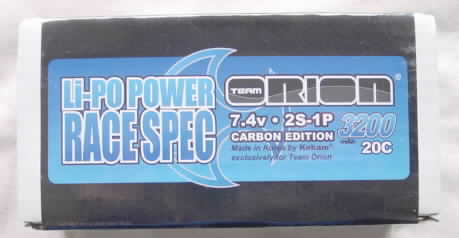 Li-PO POWER
RACE SPEC
TEAM ORION®
7.4v • 2S-1P
CARBON EDITION
3200
mAh
20C
Made in Korea by Kokam®
exclusively for Team Orion